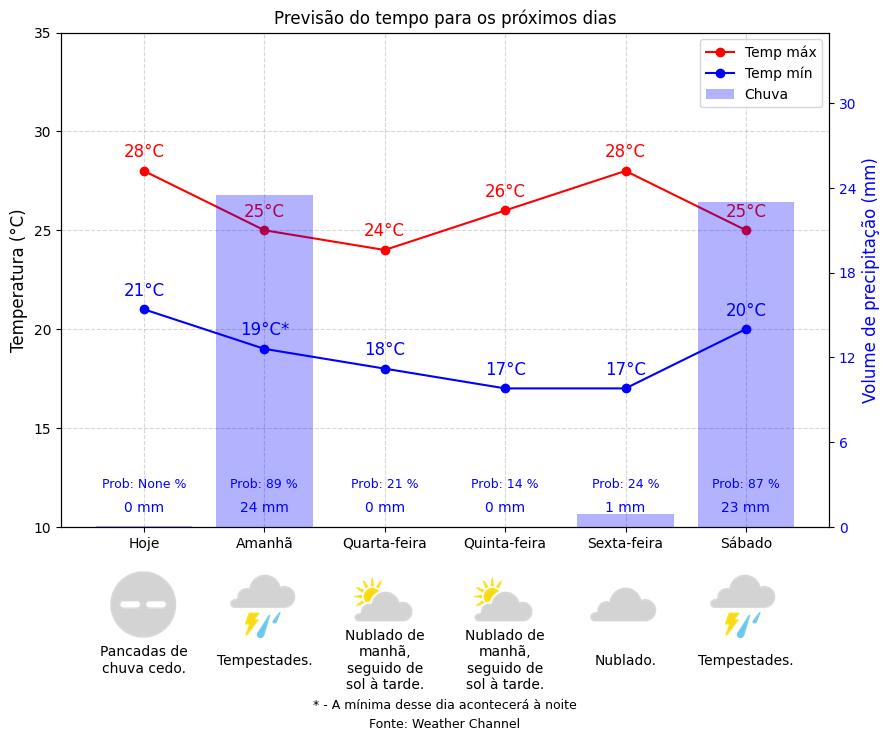 Previsão do tempo para os próximos dias
Temp máx
Temp mín
Chuva
Temperatura (°C)
Volume de precipitação (mm)
35
30
25
20
15
10
30
24
18
12
6
0
28°C
25°C
24°C
26°C
28°C
25°C
21°C
19°C*
18°C
17°C
17°C
20°C
Prob: None %
Prob: 89 %
Prob: 21 %
Prob: 14 %
Prob: 24 %
Prob: 87 %
0 mm
24 mm
0 mm
0 mm
1 mm
23 mm
Hoje
Amanhã
Quarta-feira
Quinta-feira
Sexta-feira
Sábado
Pancadas de
chuva cedo.
Tempestades.
Nublado de
manhã,
seguido de
sol à tarde.
Nublado de
manhã,
seguido de
sol à tarde.
Nublado.
Tempestades.
* - A mínima desse dia acontecerá à noite
Fonte: Weather Channel